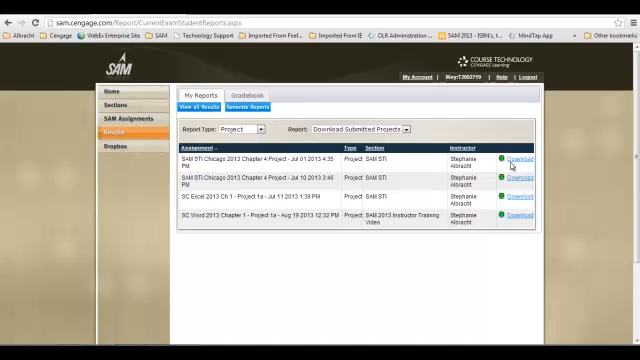 sam.cengage.com/Report/CurrentExamStudentReports.aspx
Albracht Cengage WebEx Enterprise Site SAM Technology Support Imported From Firef Imported From IE OLR Administration ... SAM 2013 - ISBN's, t... MindTap App Other bookmarks
SAM
COURSE TECHNOLOGY
CENGAGE Learning
My Account | Key:T2002719 | Help | Logout
Home
Sections
SAM Assignments
Results
Dropbox
My Reports Gradebook
View all Results Generate Reports
Report Type: Project Report: Download Submitted Projects
Assignment Type Section Instructor
SAM STI Chicago 2013 Chapter 4 Project - Jul 01 2013 4:35 PM Project SAM STI Stephanie Albracht Download
SAM STI Chicago 2013 Chapter 4 Project - Jul 10 2013 3:46 PM Project SAM STI Stephanie Albracht Download
SC Excel 2013 Ch 1 - Project 1a - Jul 11 2013 1:39 PM Project SAM STI Stephanie Albracht Download
SC Word 2013 Chapter 1 - Project 1a - Aug 19 2013 12:32 PM Project SAM 2013 Instructor Training Video Stephanie Albracht Download